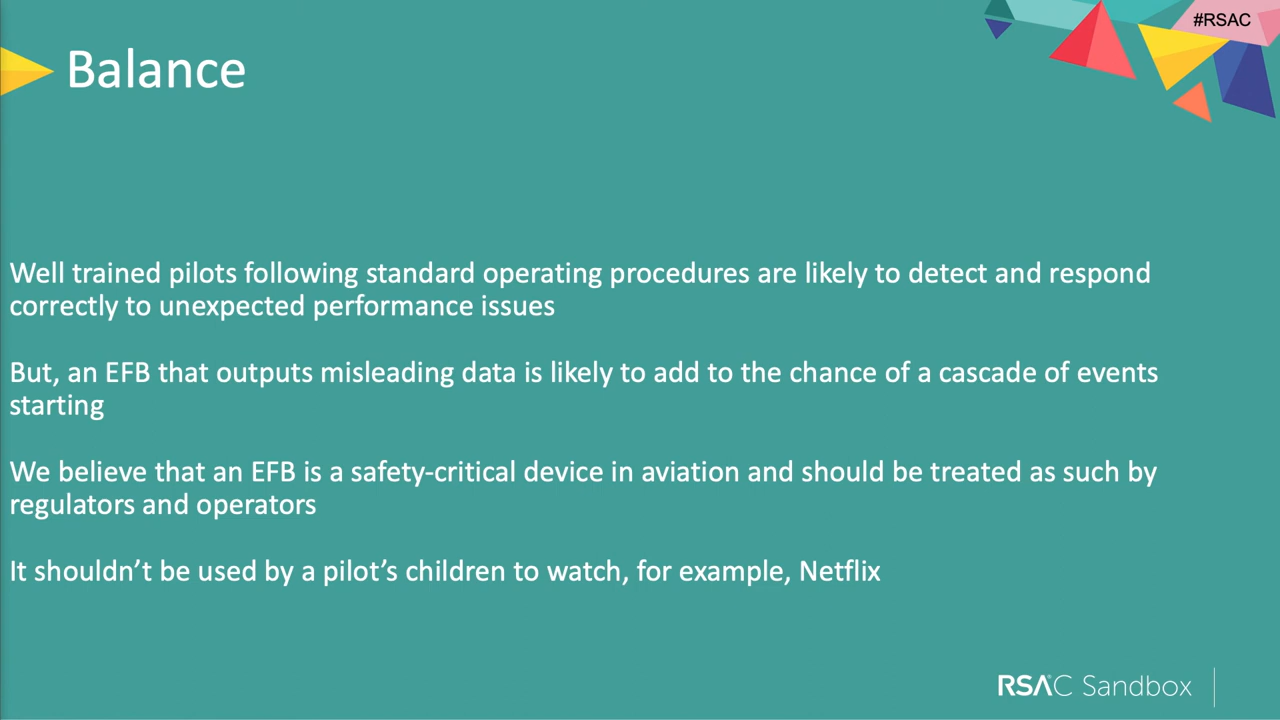 #RSAC
Balance
Well trained pilots following standard operating procedures are likely to detect and respond
correctly to unexpected performance issues
But, an EFB that outputs misleading data is likely to add to the chance of a cascade of events
starting
We believe that an EFB is a safety-critical device in aviation and should be treated as such by
regulators and operators
It shouldn’t be used by a pilot’s children to watch, for example, Netflix
RSAC Sandbox